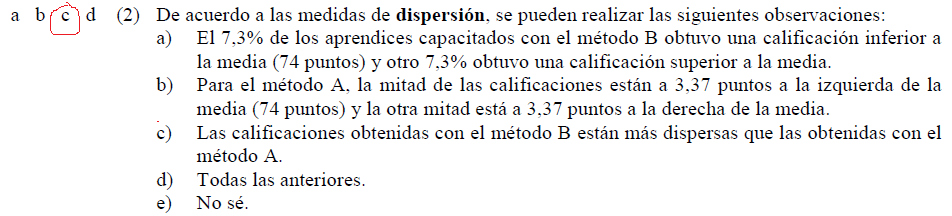 a b c d (2) De acuerdo a las medidas de dispersión, se pueden realizar las siguientes observaciones:
a) El 7,3% de los aprendices capacitados con el método B obtuvo una calificación inferior a
la media (74 puntos) y otro 7,3% obtuvo una calificación superior a la media.
b) Para el método A, la mitad de las calificaciones están a 3,37 puntos a la izquierda de la
media (74 puntos) y la otra mitad está a 3,37 puntos a la derecha de la media.
c) Las calificaciones obtenidas con el método B están más dispersas que las obtenidas con el
método A.
d) Todas las anteriores.
e) No sé.